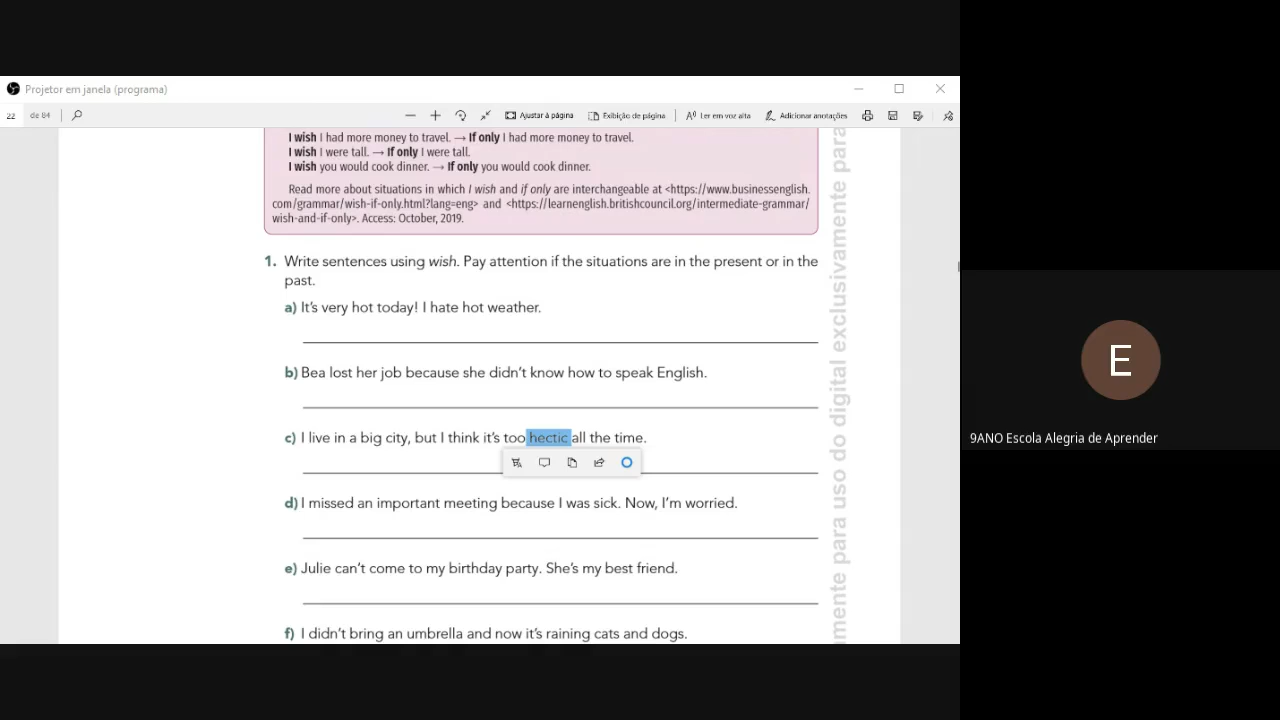 Projetor em janela (programa)
22 de 84 Ajustar à página Exibição de página Ler em voz alta Adicionar anotações
I wish I had more money to travel. → If only I had more money to travel.
I wish I were tall. → If only I were tall.
I wish you would cook dinner. → If only you would cook dinner.
Read more about situations in which I wish and if only are interchangeable at <https://www.businessenglish.
com/grammar/wish-if-only.html?lang=eng> and <https://learnenglish.britishcouncil.org/intermediate-grammar/
wish-and-if-only>. Access: October, 2019.
1. Write sentences using wish. Pay attention if the situations are in the present or in the
past.
a) It's very hot today! I hate hot weather.
b) Bea lost her job because she didn't know how to speak English.
c) I live in a big city, but I think it's too hectic all the time.
d) I missed an important meeting because I was sick. Now, I'm worried.
e) Julie can't come to my birthday party. She's my best friend.
f) I didn't bring an umbrella and now it's raining cats and dogs.
para uso do digital exclusivamente para
E
9ANO Escola Alegria de Aprender